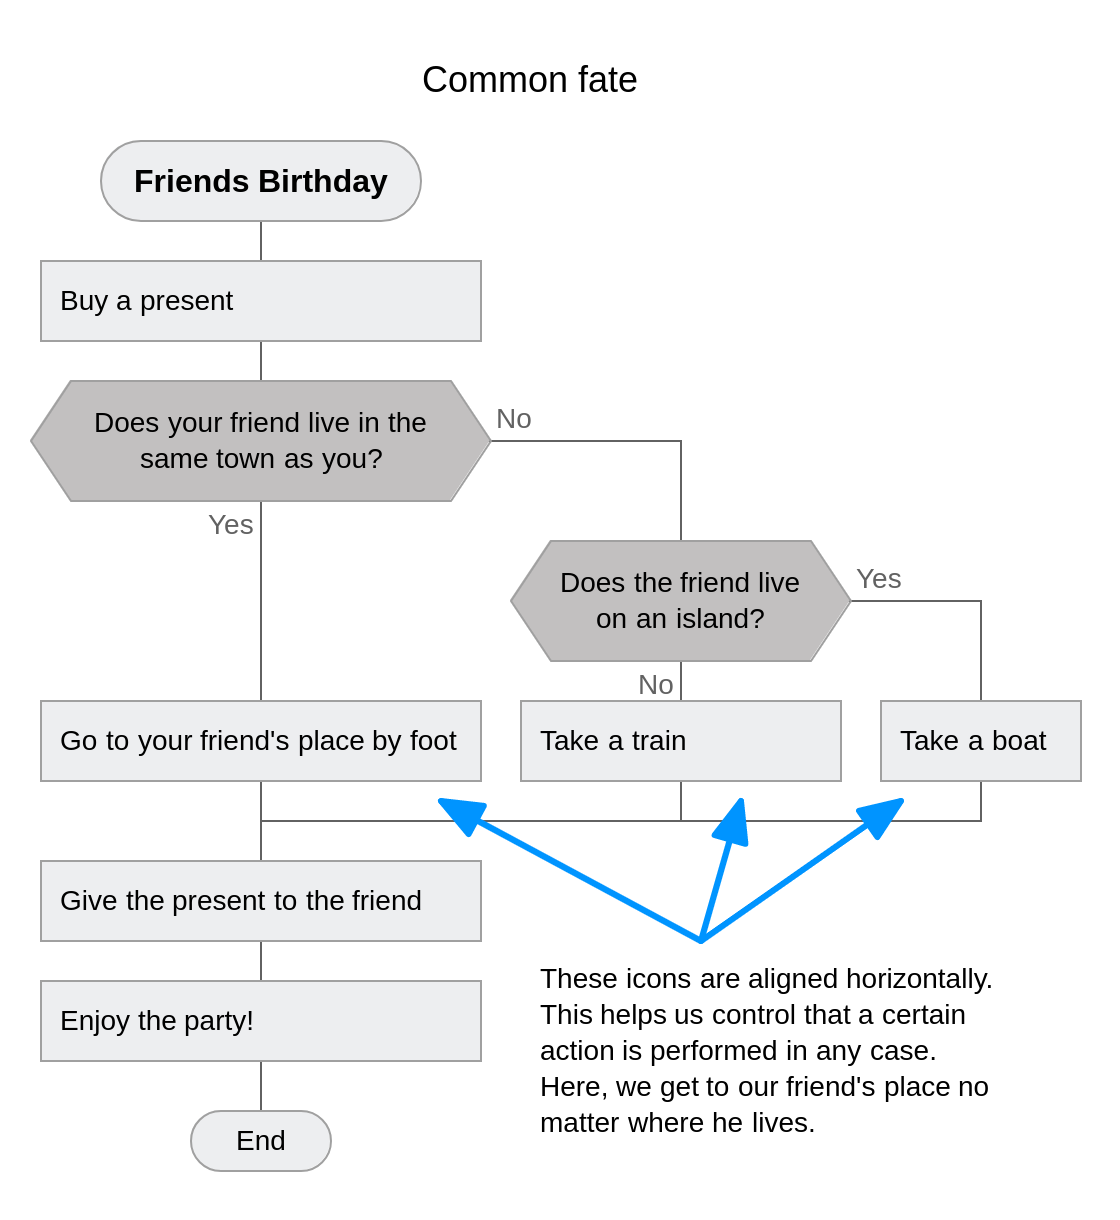 Common fate
Friends Birthday
Buy a present
Does your friend live in the
same town as you?
No
Yes
Does the friend live
on an island?
Yes
No
Go to your friend's place by foot
Take a train
Take a boat
Give the present to the friend
Enjoy the party!
End
These icons are aligned horizontally.
This helps us control that a certain
action is performed in any case.
Here, we get to our friend's place no
matter where he lives.